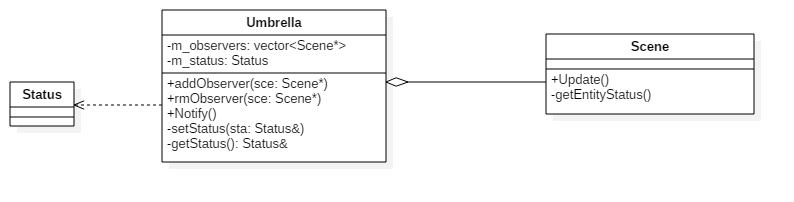 Umbrella
-m_observers: vector<Scene*>
-m_status: Status
+addObserver(sce: Scene*)
+rmObserver(sce: Scene*)
+Notify()
-setStatus(sta: Status&)
-getStatus(): Status&
Status
Scene
+Update()
-getEntityStatus()